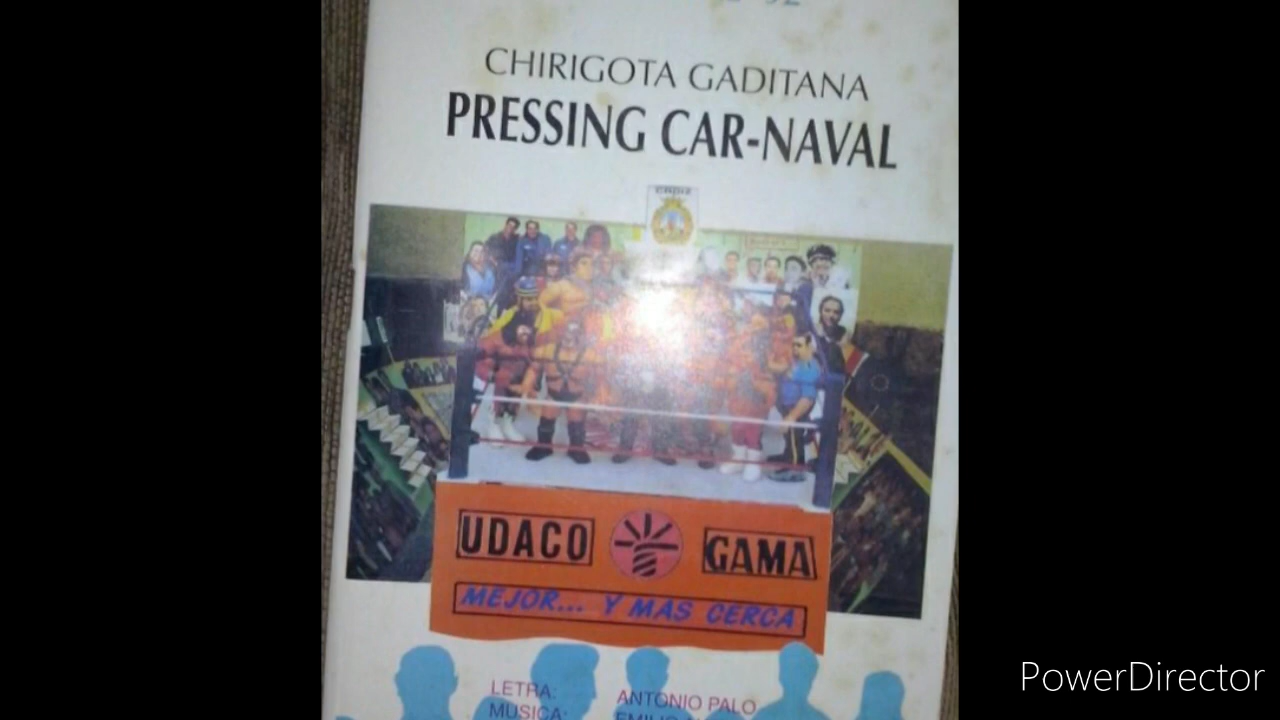 CHIRIGOTA GADITANA
PRESSING CAR-NAVAL
UDACO GAMA
MEJOR... Y MAS CERCA
LETRA: ANTONIO PALO
MUSICA:
PowerDirector